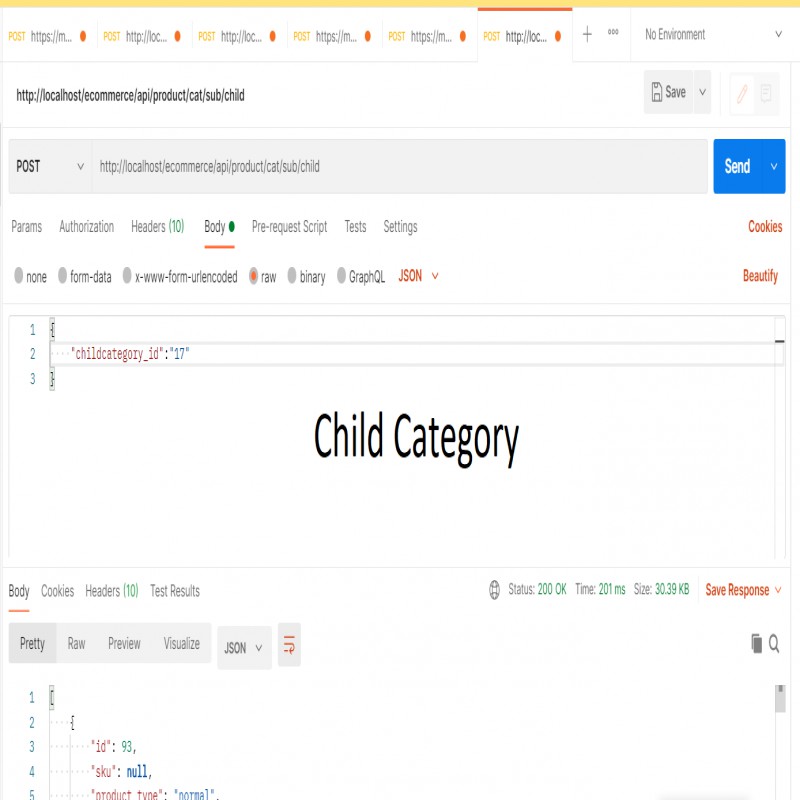 POST https://m... POST http://loc... POST http://loc... POST https://m... POST https://m... POST http://loc... + ooo No Environment
http://localhost/ecommerce/api/product/cat/sub/child Save
POST http://localhost/ecommerce/api/product/cat/sub/child Send
Params Authorization Headers (10) Body Pre-request Script Tests Settings Cookies
none form-data x-www-form-urlencoded raw binary GraphQL JSON Beautify
1 {
2 "childcategory_id":"17"
3 }
Child Category
Body Cookies Headers (10) Test Results Status: 200 OK Time: 201 ms Size: 30.39 KB Save Response
Pretty Raw Preview Visualize JSON
1 [
2 {
3 "id": 93,
4 "sku": null,
5 "product_type": "normal",